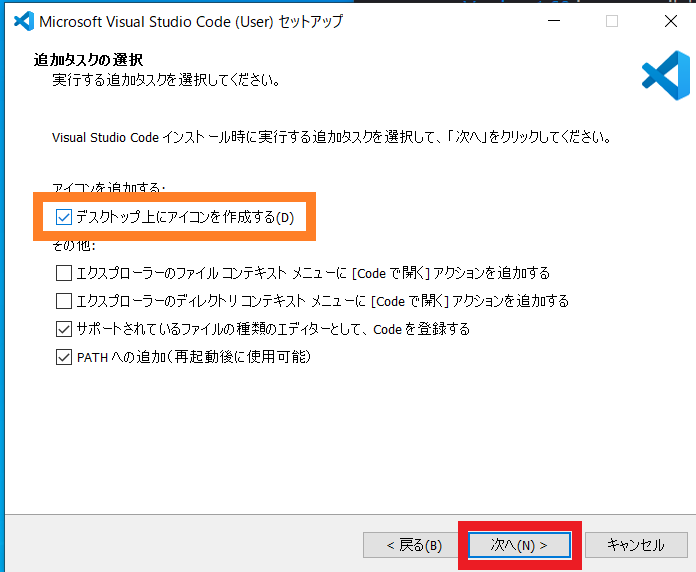 Microsoft Visual Studio Code (User) セットアップ
追加タスクの選択
実行する追加タスクを選択してください。
Visual Studio Code インストール時に実行する追加タスクを選択して、「次へ」をクリックしてください。
アイコンを追加する:
デスクトップ上にアイコンを作成する(D)
その他:
エクスプローラーのファイル コンテキスト メニューに [Code で開く] アクションを追加する
エクスプローラーのディレクトリ コンテキスト メニューに [Code で開く] アクションを追加する
サポートされているファイルの種類のエディターとして、Code を登録する
PATH への追加（再起動後に使用可能）
< 戻る(B)
次へ(N) >
キャンセル